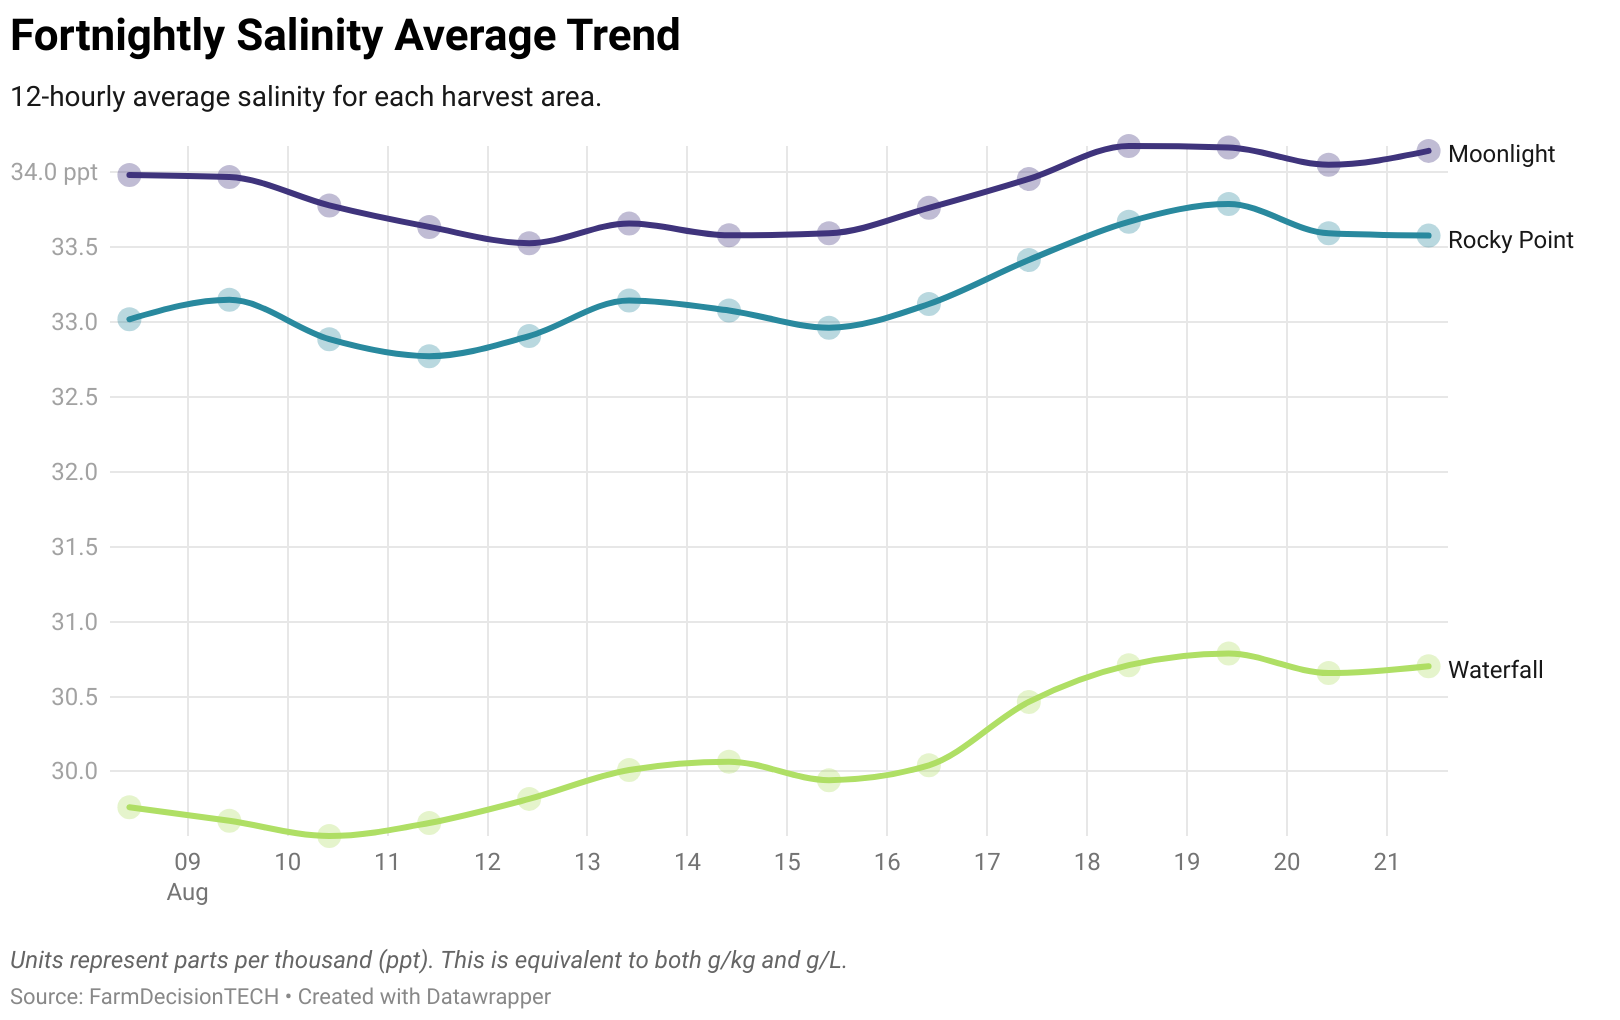 Fortnightly Salinity Average Trend
12-hourly average salinity for each harvest area.
34.0 ppt
33.5
33.0
32.5
32.0
31.5
31.0
30.5
30.0
Moonlight
Rocky Point
Waterfall
09 10 11 12 13 14 15 16 17 18 19 20 21
Aug
Units represent parts per thousand (ppt). This is equivalent to both g/kg and g/L.
Source: FarmDecisionTECH • Created with Datawrapper